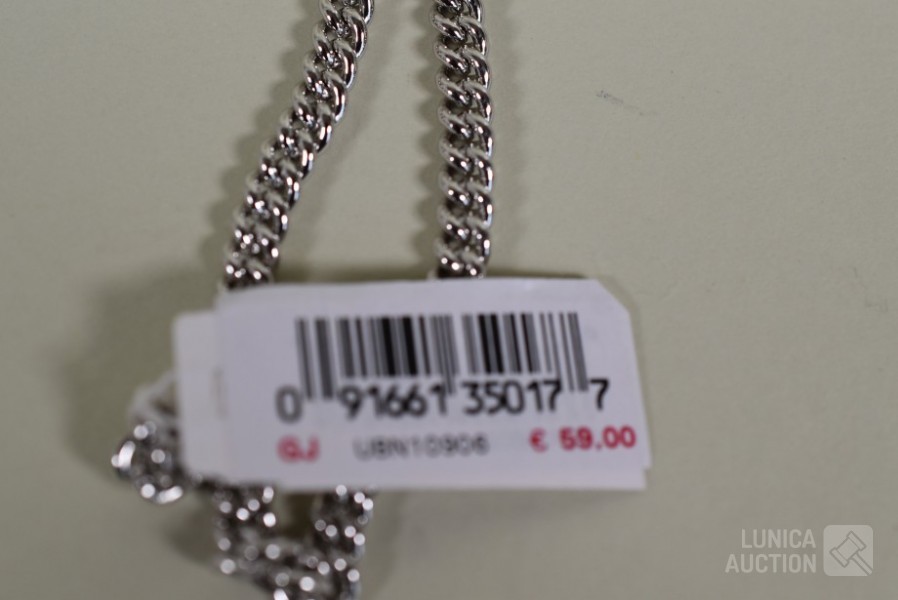 0 91661 35017 7
GJ UBN10906 € 59.00
LUNICA
AUCTION